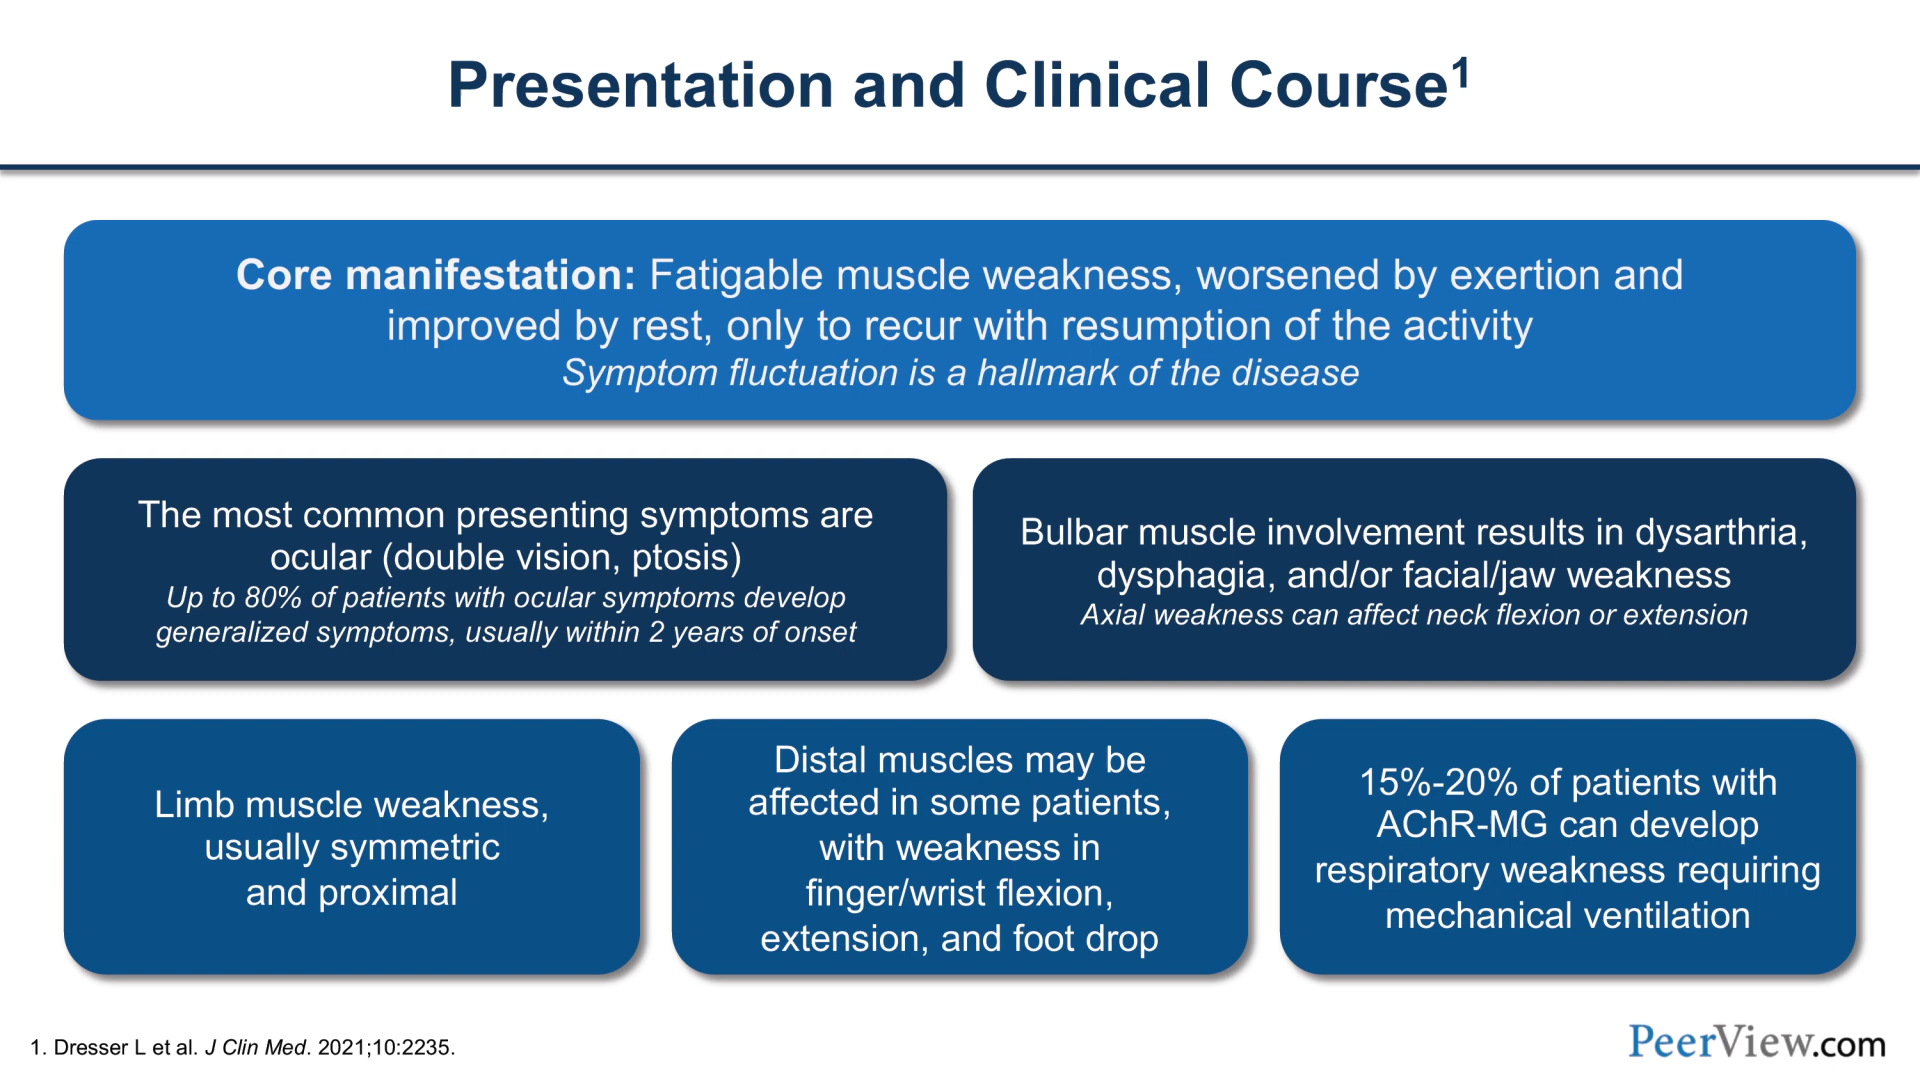 Presentation and Clinical Course¹
Core manifestation: Fatigable muscle weakness, worsened by exertion and
improved by rest, only to recur with resumption of the activity
Symptom fluctuation is a hallmark of the disease
The most common presenting symptoms are
ocular (double vision, ptosis)
Up to 80% of patients with ocular symptoms develop
generalized symptoms, usually within 2 years of onset
Bulbar muscle involvement results in dysarthria,
dysphagia, and/or facial/jaw weakness
Axial weakness can affect neck flexion or extension
Limb muscle weakness,
usually symmetric
and proximal
Distal muscles may be
affected in some patients,
with weakness in
finger/wrist flexion,
extension, and foot drop
15%-20% of patients with
AChR-MG can develop
respiratory weakness requiring
mechanical ventilation
1. Dresser L et al. J Clin Med. 2021;10:2235.
PeerView.com